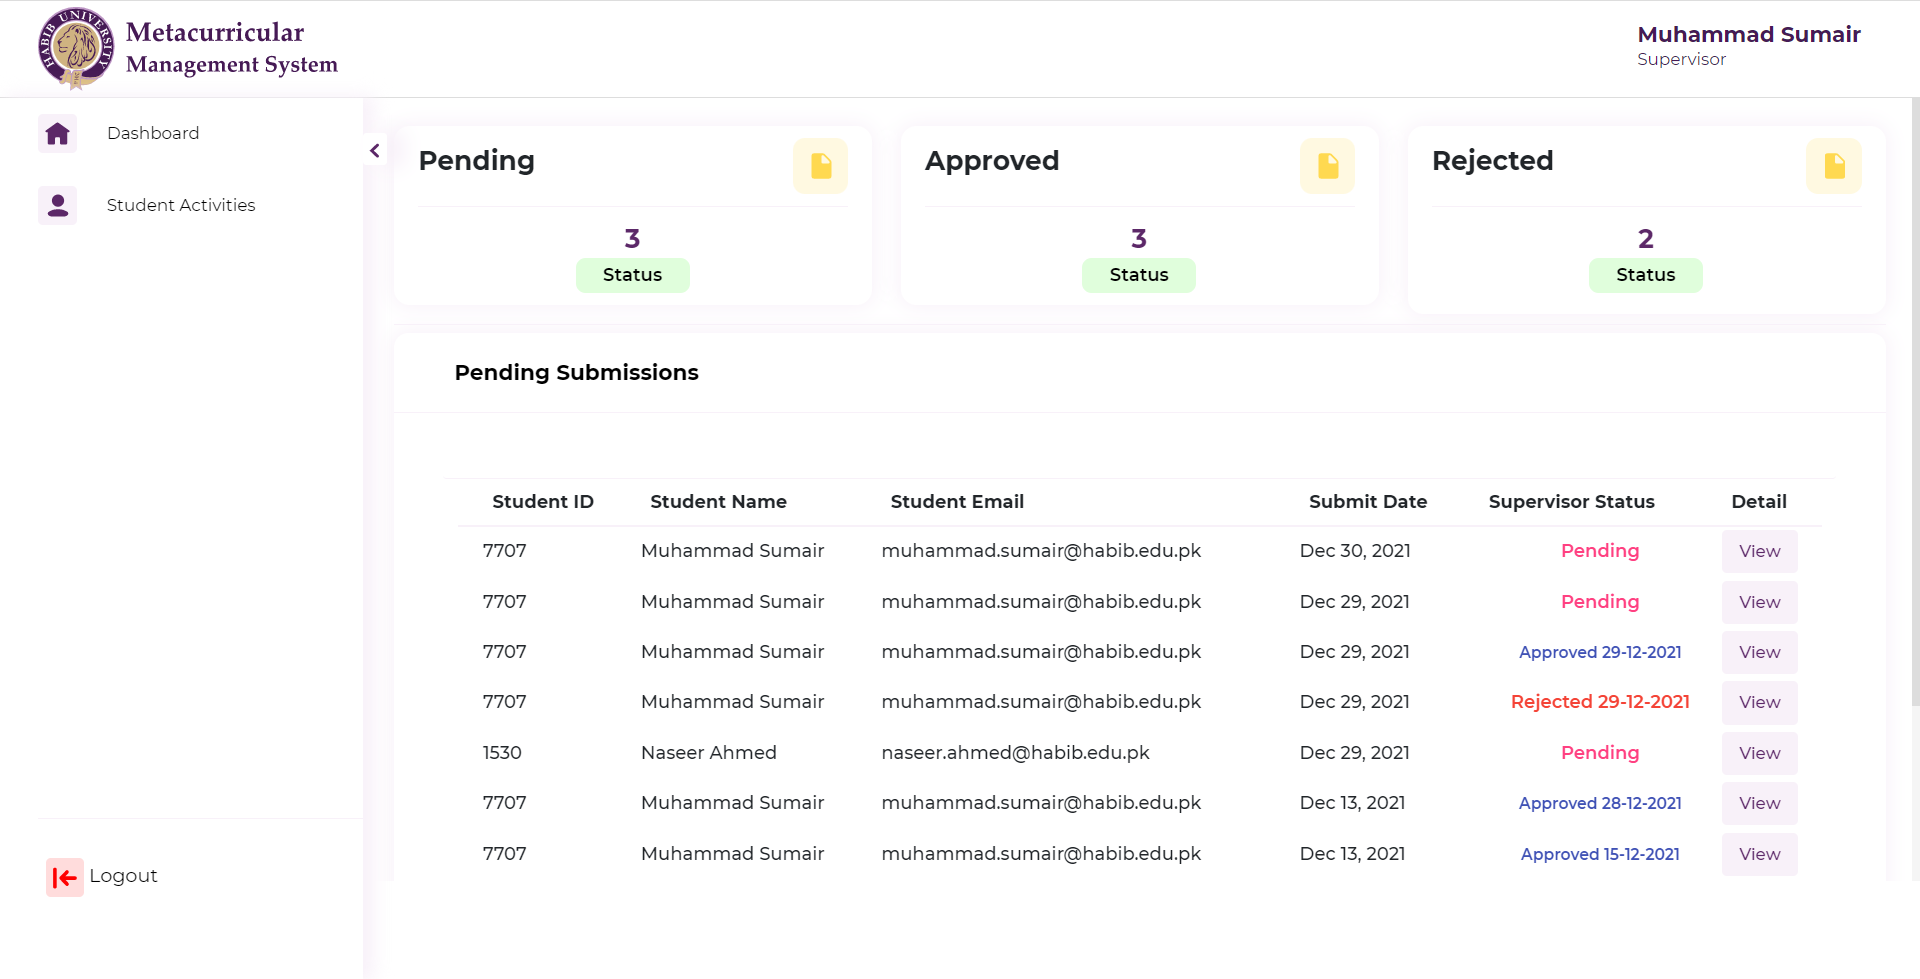 HABIB UNIVERSITY
Metacurricular
Management System
Muhammad Sumair
Supervisor
Dashboard
Student Activities
Logout
Pending
3
Status
Approved
3
Status
Rejected
2
Status
Pending Submissions
Student ID Student Name Student Email Submit Date Supervisor Status Detail
7707 Muhammad Sumair muhammad.sumair@habib.edu.pk Dec 30, 2021 Pending View
7707 Muhammad Sumair muhammad.sumair@habib.edu.pk Dec 29, 2021 Pending View
7707 Muhammad Sumair muhammad.sumair@habib.edu.pk Dec 29, 2021 Approved 29-12-2021 View
7707 Muhammad Sumair muhammad.sumair@habib.edu.pk Dec 29, 2021 Rejected 29-12-2021 View
1530 Naseer Ahmed naseer.ahmed@habib.edu.pk Dec 29, 2021 Pending View
7707 Muhammad Sumair muhammad.sumair@habib.edu.pk Dec 13, 2021 Approved 28-12-2021 View
7707 Muhammad Sumair muhammad.sumair@habib.edu.pk Dec 13, 2021 Approved 15-12-2021 View